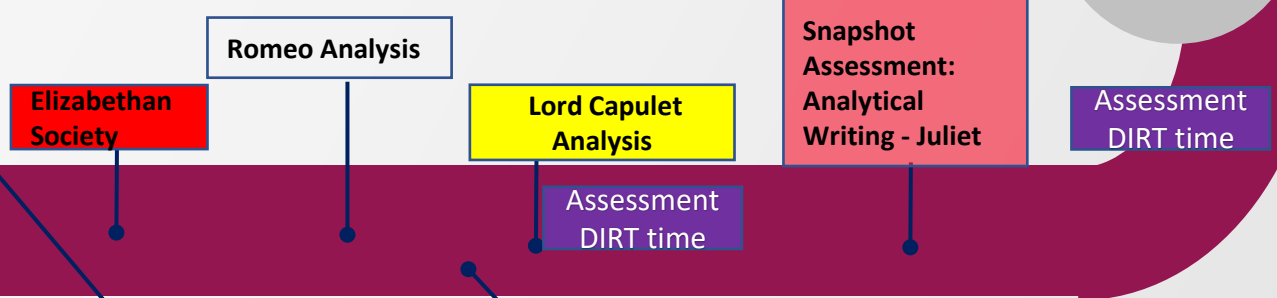 Elizabethan
Society
Romeo Analysis
Lord Capulet
Analysis
Assessment
DIRT time
Snapshot
Assessment:
Analytical
Writing - Juliet
Assessment
DIRT time